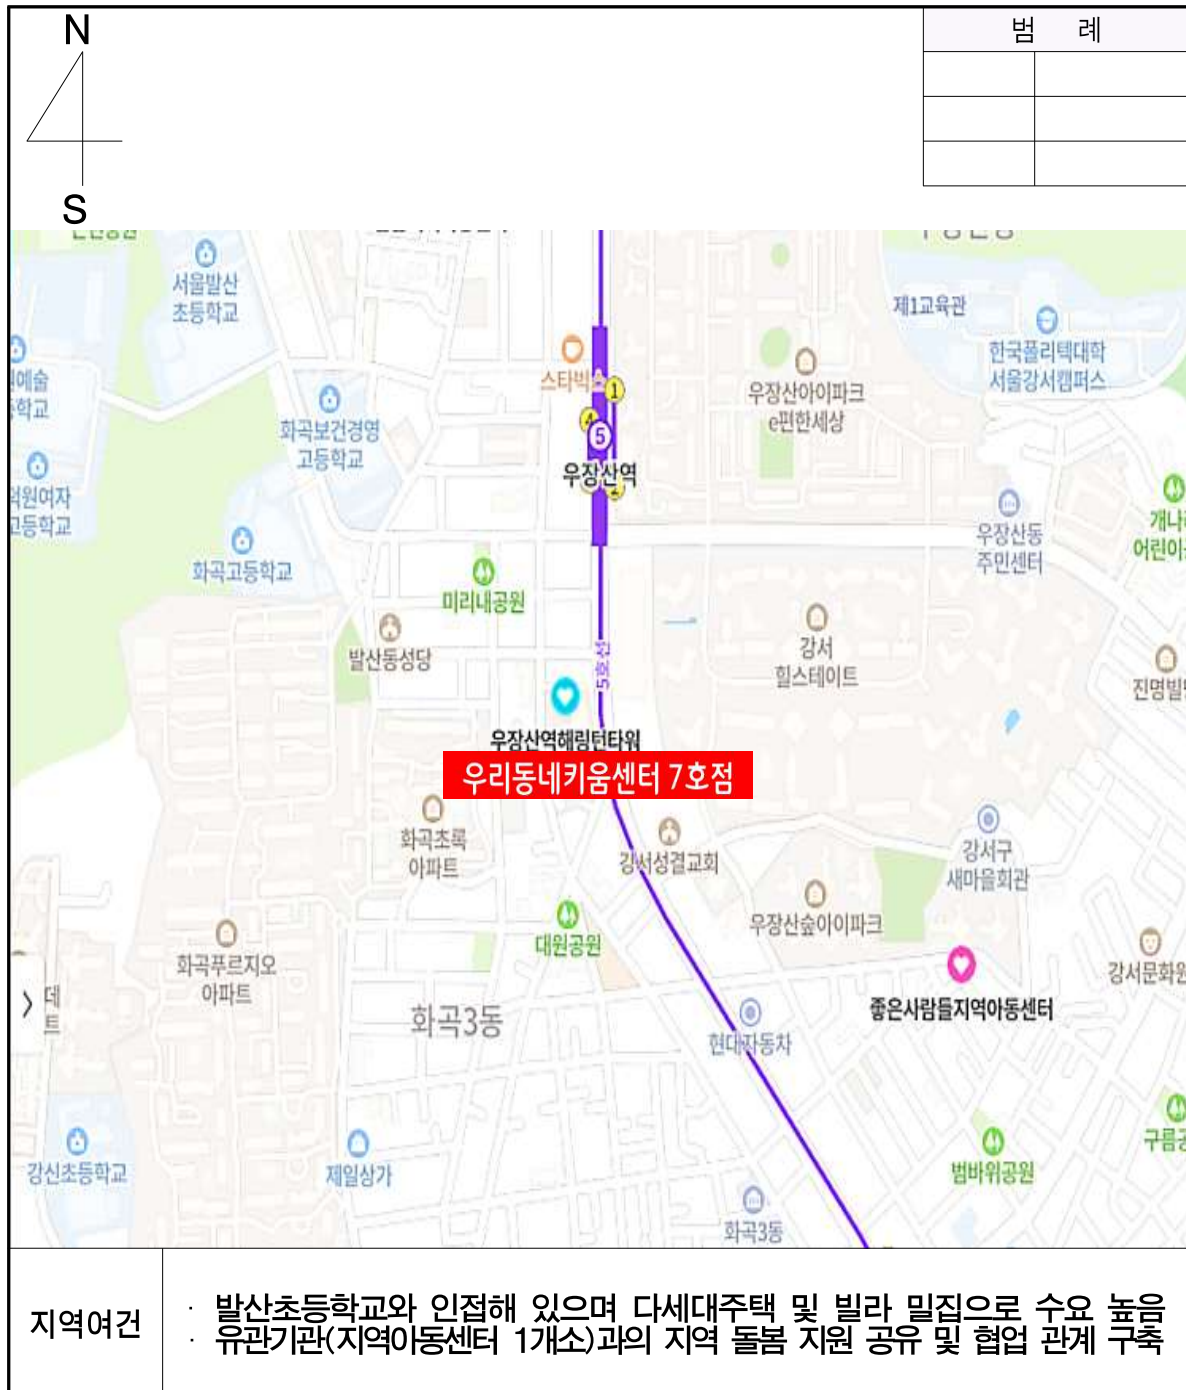 N
S
범 례
서울발산
초등학교
제1교육관
한국폴리텍대학
서울강서캠퍼스
스타벅스
1
4
5
우장산역
우장산아이파크
e편한세상
화곡보건경영
고등학교
우장산동
주민센터
화곡고등학교
미리내공원
발산동성당
5호선
강서
힐스테이트
우장산역해링턴타워
우리동네키움센터 7호점
화곡초록
아파트
강서성결교회
강서구
새마을회관
우장산숲아이파크
대원공원
화곡푸르지오
아파트
강서문화원
좋은사람들지역아동센터
화곡3동
현대자동차
강신초등학교
제일상가
범바위공원
화곡3동
지역여건
· 발산초등학교와 인접해 있으며 다세대주택 및 빌라 밀집으로 수요 높음
· 유관기관(지역아동센터 1개소)과의 지역 돌봄 지원 공유 및 협업 관계 구축